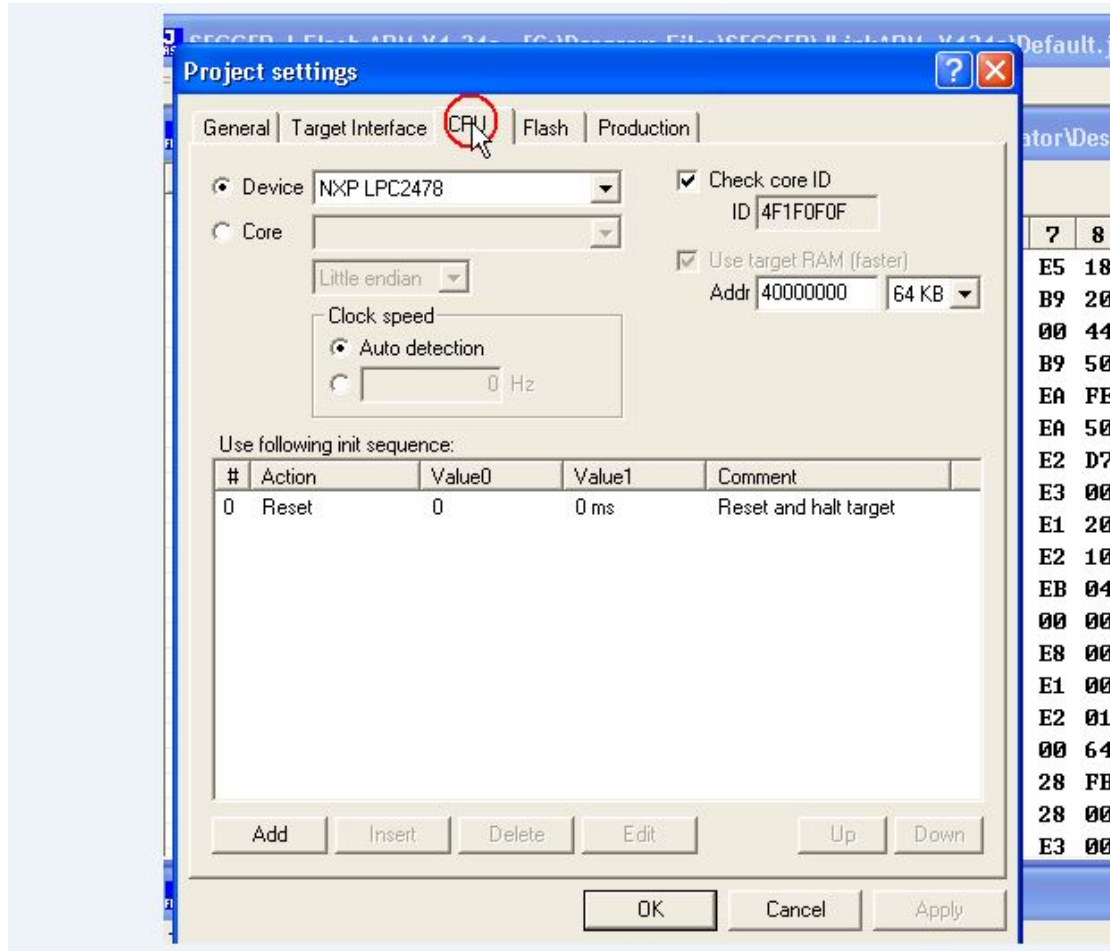 Project settings
General Target Interface CPU Flash Production
Device NXP LPC2478
Check core ID
ID 4F1F0F0F
Core
Little endian
Use target RAM (faster)
Addr 40000000 64 KB
Clock speed
Auto detection
0 Hz
Use following init sequence:
# Action Value0 Value1 Comment
0 Reset 0 0 ms Reset and halt target
Add Insert Delete Edit Up Down
OK Cancel Apply
Default.
7 8
E5 18
B9 20
00 44
B9 50
EA
EA 50
E2 D7
E3 00
E1 20
E2 10
EB 04
00 00
E8 00
E1 00
E2 01
00 64
28
28 00
E3 00